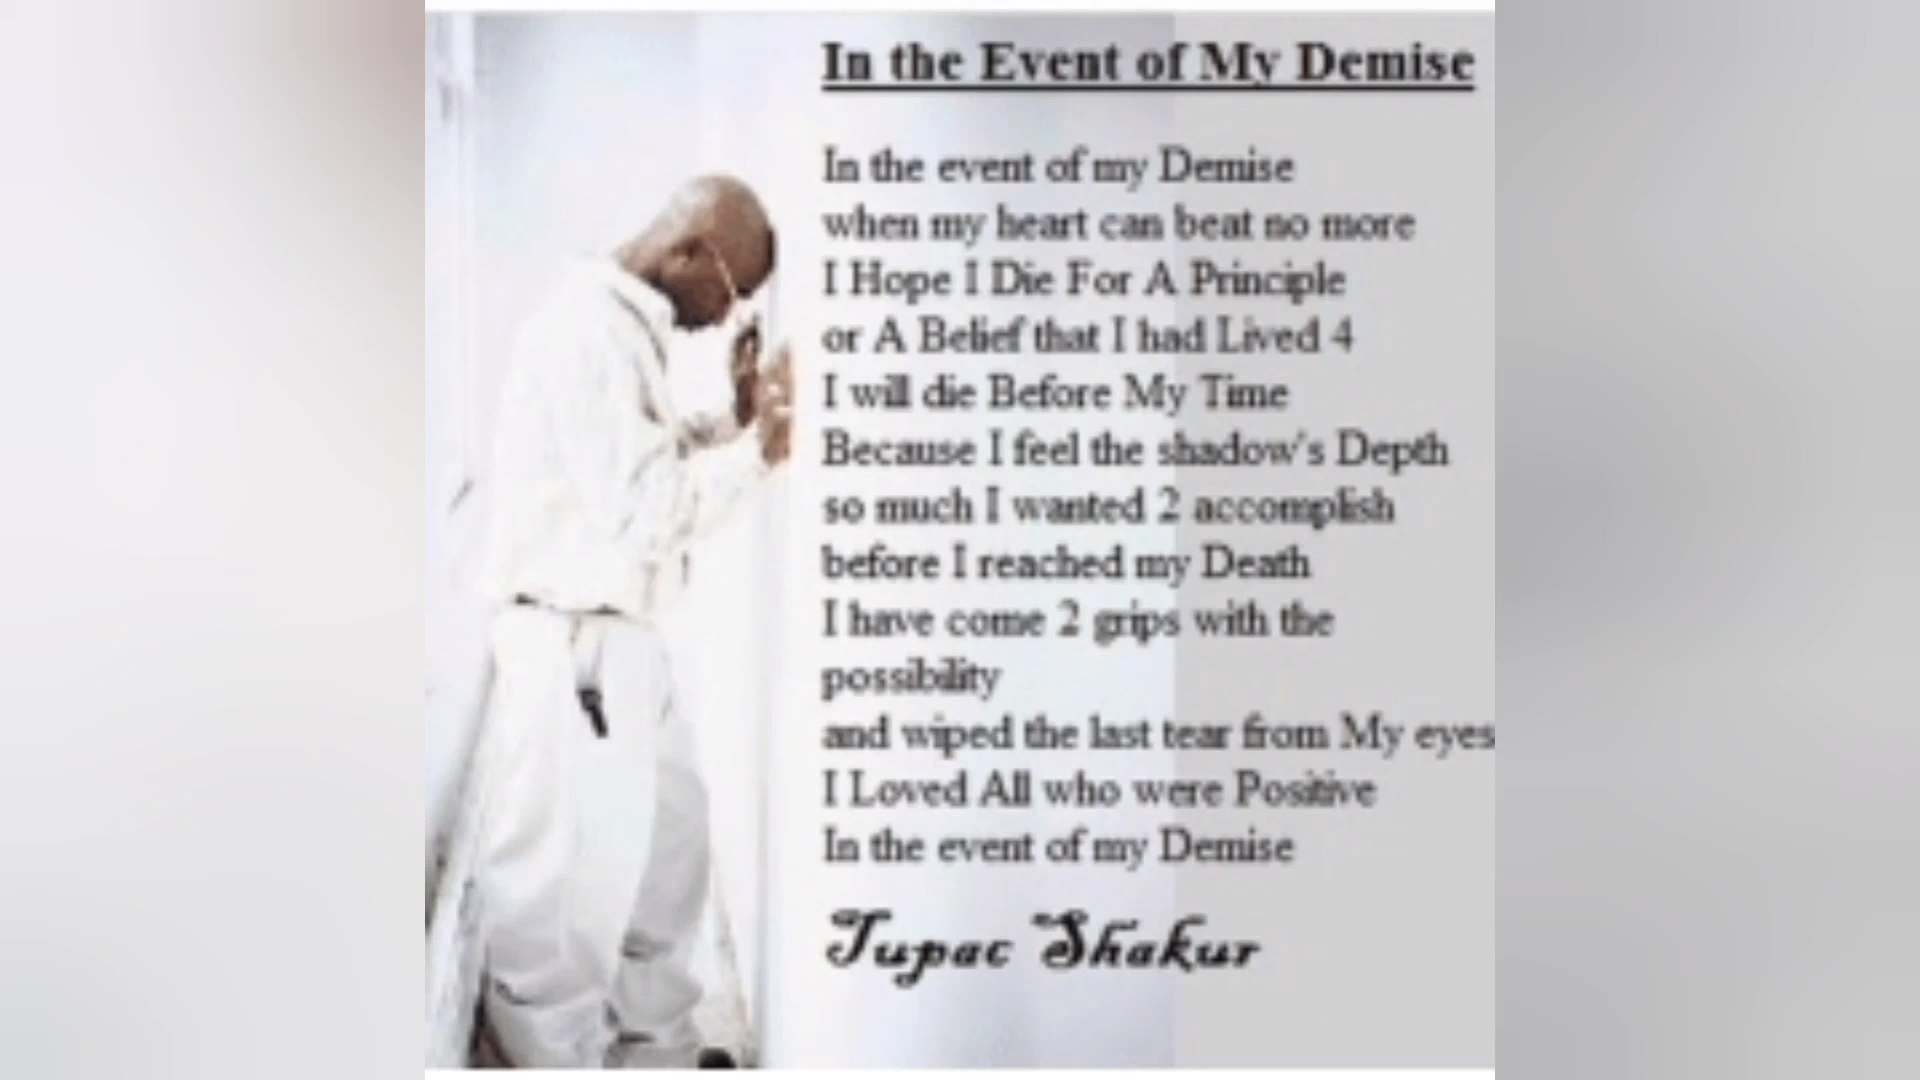 In the Event of My Demise
In the event of my Demise
when my heart can beat no more
I Hope I Die For A Principle
or A Belief that I had Lived 4
I will die Before My Time
Because I feel the shadow's Depth
so much I wanted 2 accomplish
before I reached my Death
I have come 2 grips with the
possibility
and wiped the last tear from My eyes
I Loved All who were Positive
In the event of my Demise
Tupac Shakur